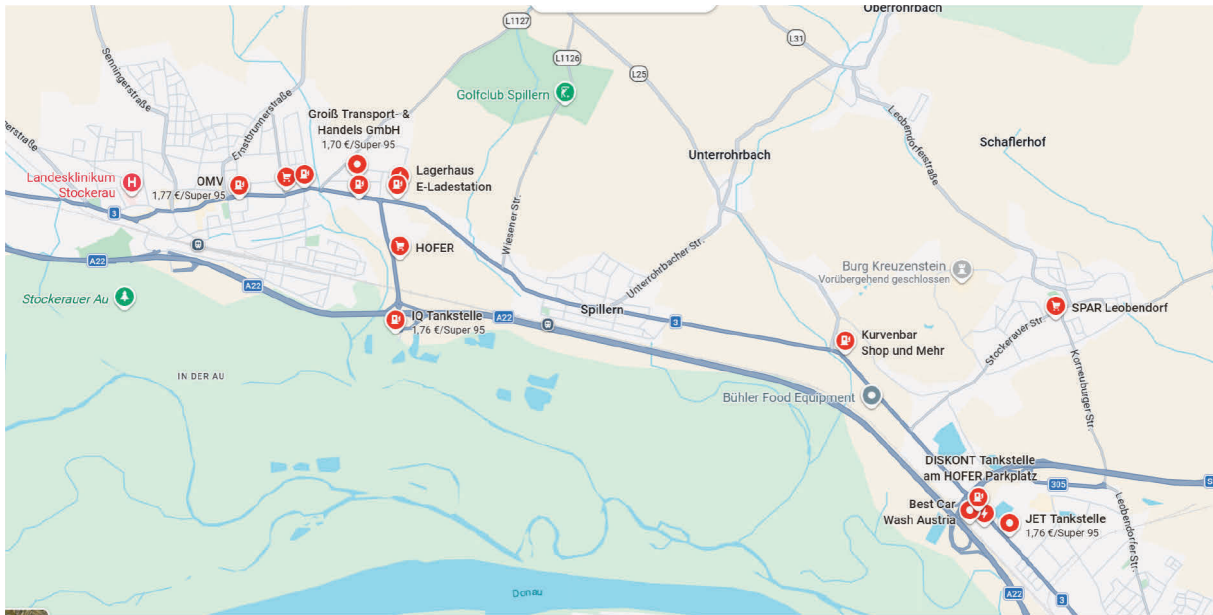 Oberrohrbach
L1127
L31
L1126
L25
Senningerstraße
Golfclub Spillern
Ernstbrunnerstraße
Groiß Transport- &
Handels GmbH
1,70 €/Super 95
Leobendorferstraße
Schaflerhof
Unterrohrbach
Landesklinikum
Stockerau
H
OMV
1,77 €/Super 95
Lagerhaus
E-Ladestation
3
Wiesener Str.
HOFER
A22
A22
Unterrohrbacher Str.
Burg Kreuzenstein
Vorübergehend geschlossen
Stockerauer Au
IQ Tankstelle
1,76 €/Super 95
A22
Spillern
3
SPAR Leobendorf
Stockerauer Str.
Kurvenbar
Shop und Mehr
Korneuburger Str.
IN DER AU
Bühler Food Equipment
DISKONT Tankstelle
am HOFER Parkplatz
305
Best Car
Wash Austria
JET Tankstelle
1,76 €/Super 95
Leobendorfer Str.
Donau
A22
3